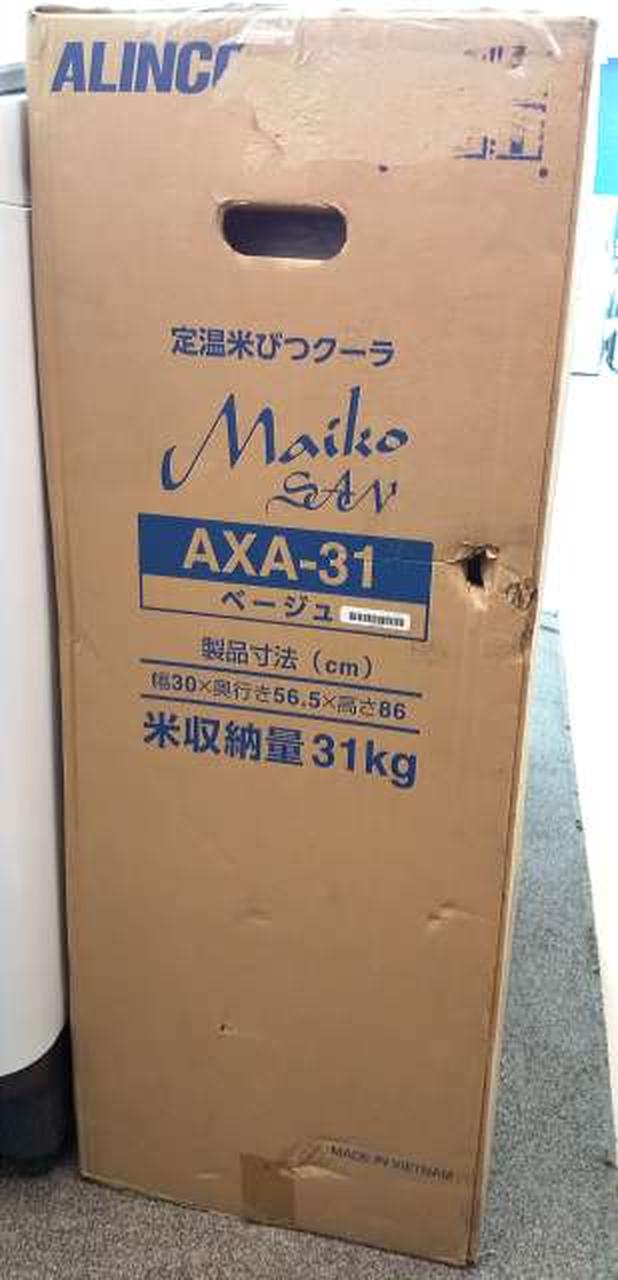 ALINCO
定温米びつクーラ
Maiko
SAN
AXA-31
ベージュ
製品寸法（cm）
幅30×奥行き56.5×高さ86
米収納量31kg
MADE IN VIETNAM